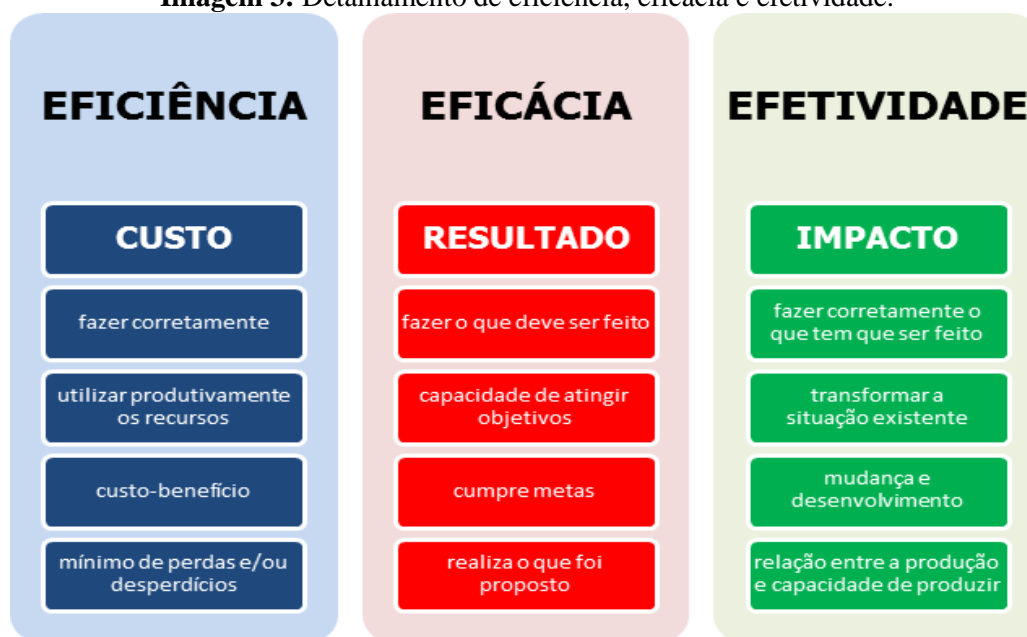 Imagem 3: Detalhamento de eficiência, eficácia e efetividade.
EFICIÊNCIA
CUSTO
fazer corretamente
utilizar produtivamente
os recursos
custo-benefício
mínimo de perdas e/ou
desperdícios
EFICÁCIA
RESULTADO
fazer o que deve ser feito
capacidade de atingir
objetivos
cumpre metas
realiza o que foi
proposto
EFETIVIDADE
IMPACTO
fazer corretamente o
que tem que ser feito
transformar a
situação existente
mudança e
desenvolvimento
relação entre a produção
e capacidade de produzir